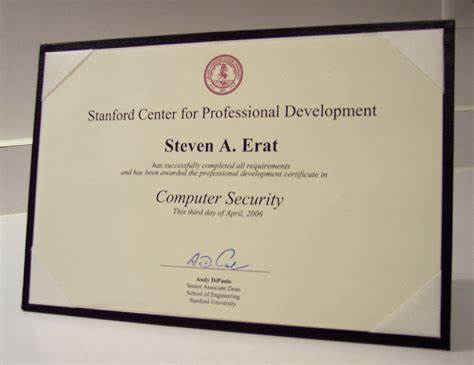 Stanford Center for Professional Development
Steven A. Erat
has successfully completed all requirements
and has been awarded the professional development certificate in
Computer Security
This third day of April, 2006
Andy DiPaolo
Senior Associate Dean
School of Engineering
Stanford University